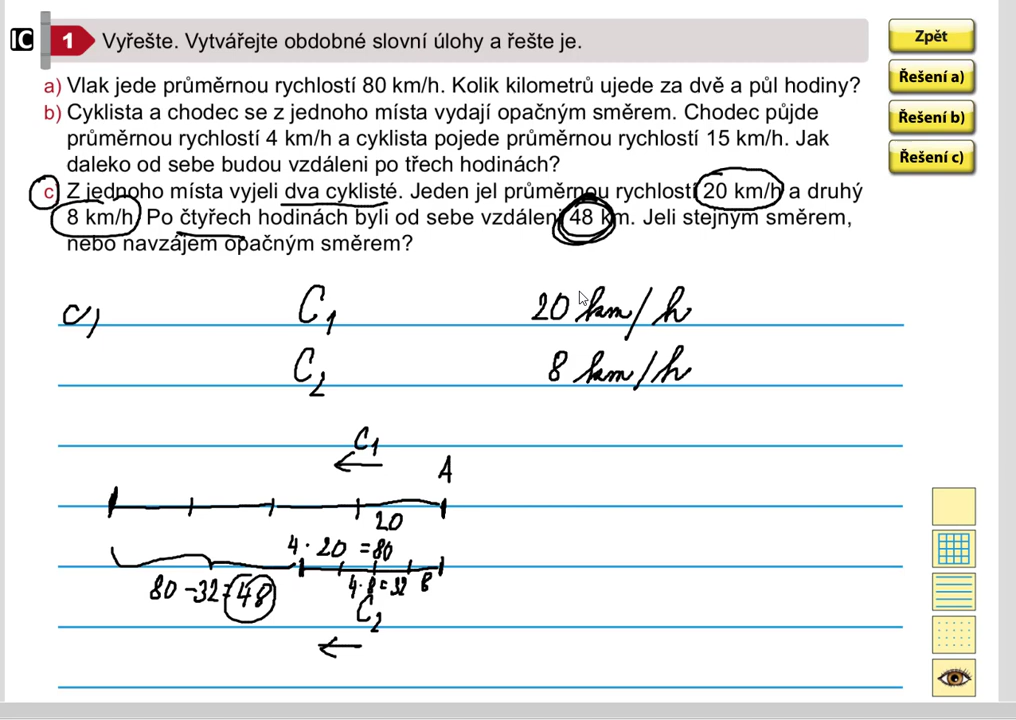 1C 1 Vyřešte. Vytvářejte obdobné slovní úlohy a řešte je.
Zpět
Řešení a)
Řešení b)
Řešení c)
a) Vlak jede průměrnou rychlostí 80 km/h. Kolik kilometrů ujede za dvě a půl hodiny?
b) Cyklista a chodec se z jednoho místa vydají opačným směrem. Chodec půjde
průměrnou rychlostí 4 km/h a cyklista pojede průměrnou rychlostí 15 km/h. Jak
daleko od sebe budou vzdáleni po třech hodinách?
c) Z jednoho místa vyjeli dva cyklisté. Jeden jel průměrnou rychlostí 20 km/h a druhý
8 km/h. Po čtyřech hodinách byli od sebe vzdáleni 48 km. Jeli stejným směrem,
nebo navzájem opačným směrem?
c) C1 20 km/h
C2 8 km/h
C1
A
20
4 · 20 = 80
80 - 32 = 48 4 · 8 = 32 8
C2